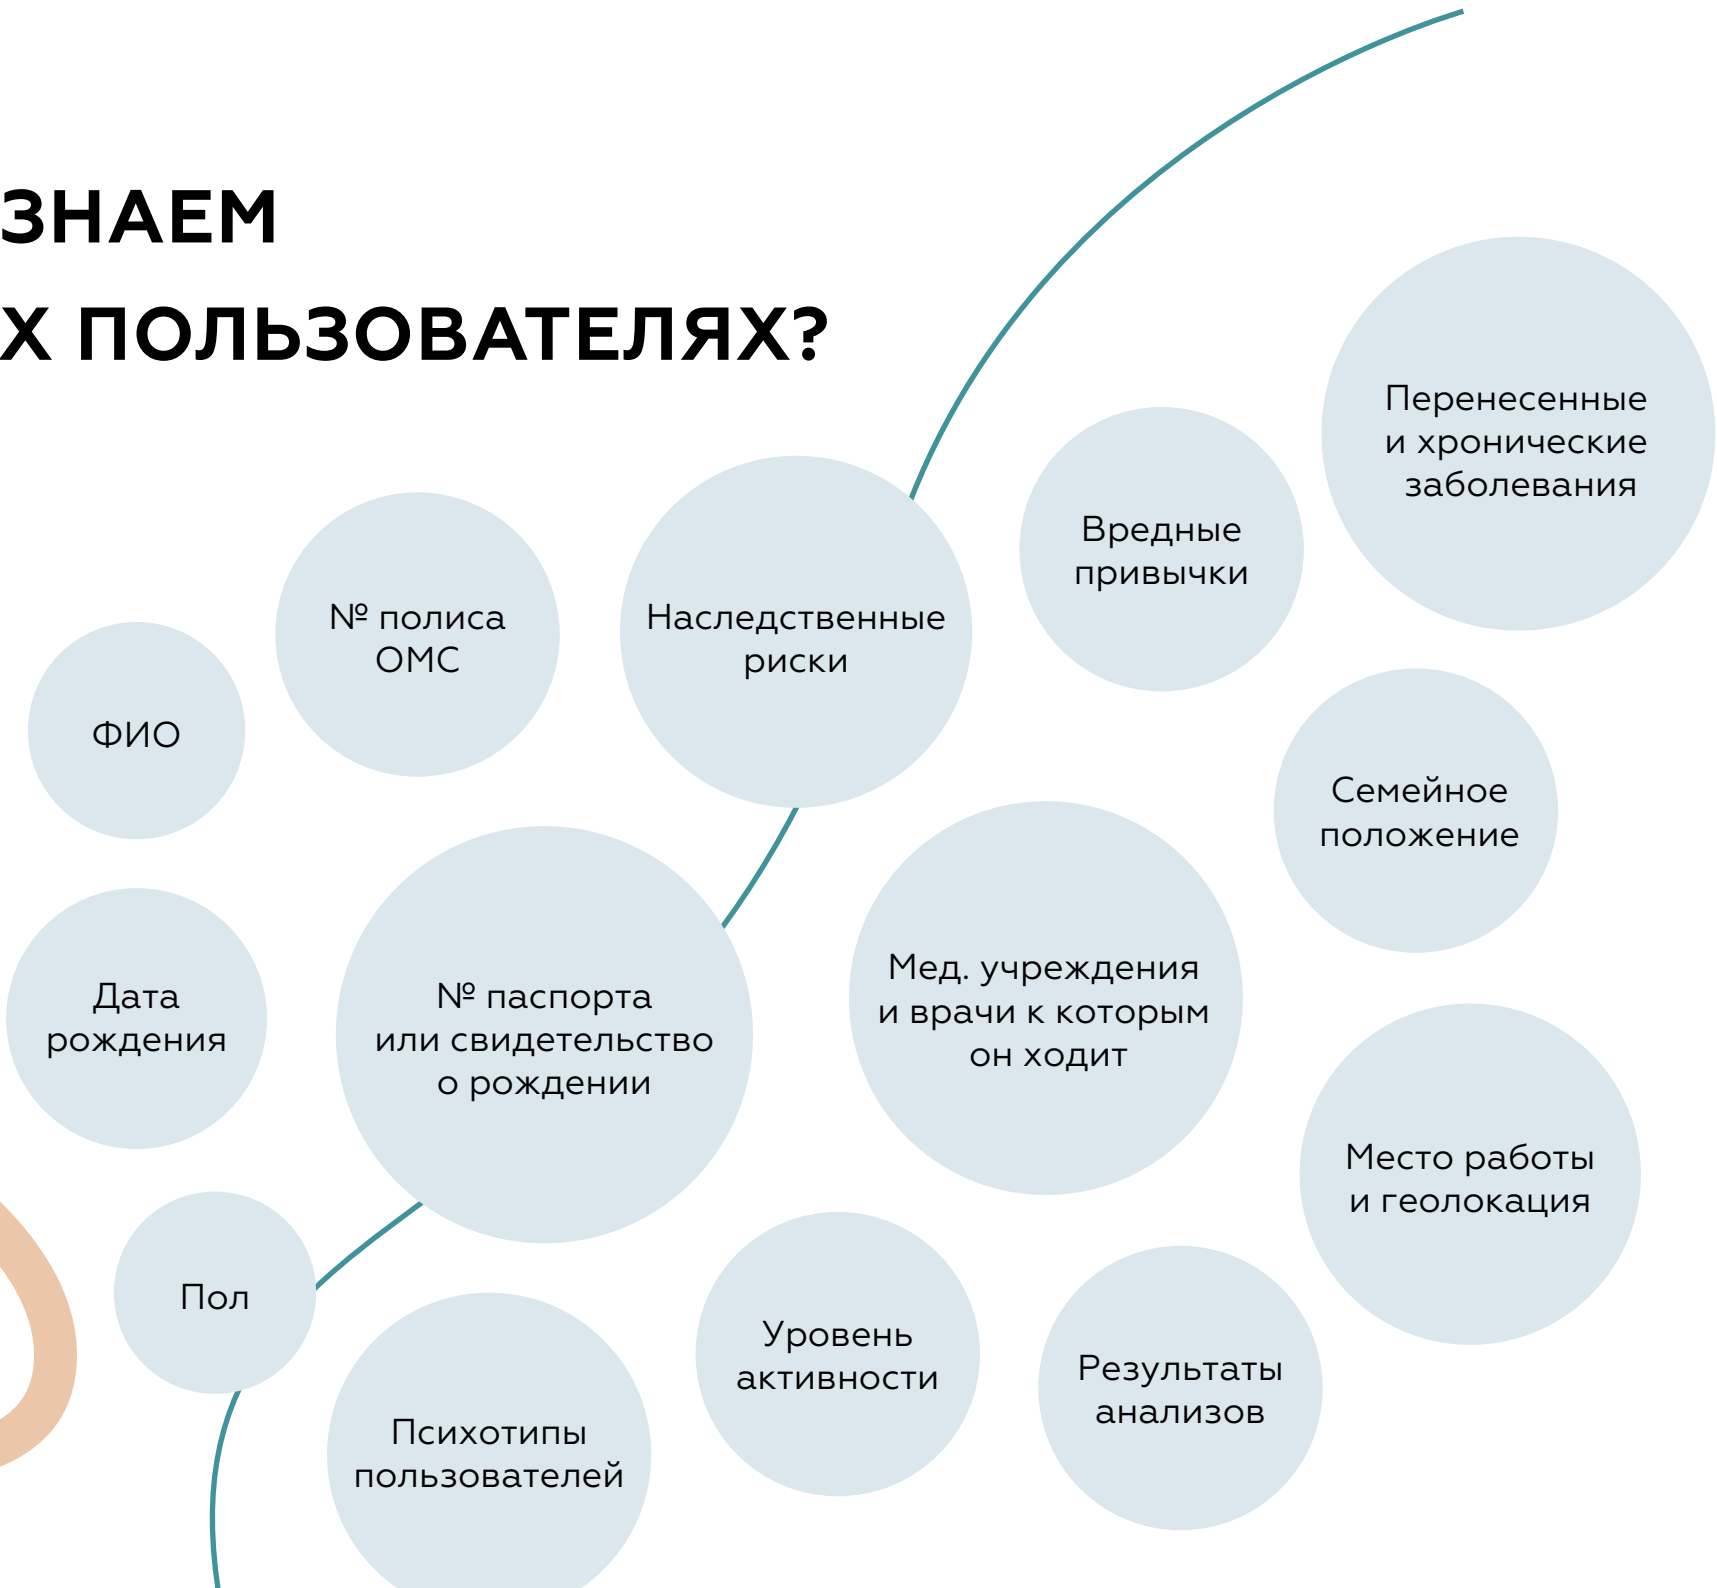 ЗНАЕМ
Х ПОЛЬЗОВАТЕЛЯХ?
Перенесенные
и хронические
заболевания
Вредные
привычки
Наследственные
риски
№ полиса
ОМС
ФИО
Семейное
положение
Мед. учреждения
и врачи к которым
он ходит
№ паспорта
или свидетельство
о рождении
Дата
рождения
Место работы
и геолокация
Пол
Уровень
активности
Результаты
анализов
Психотипы
пользователей